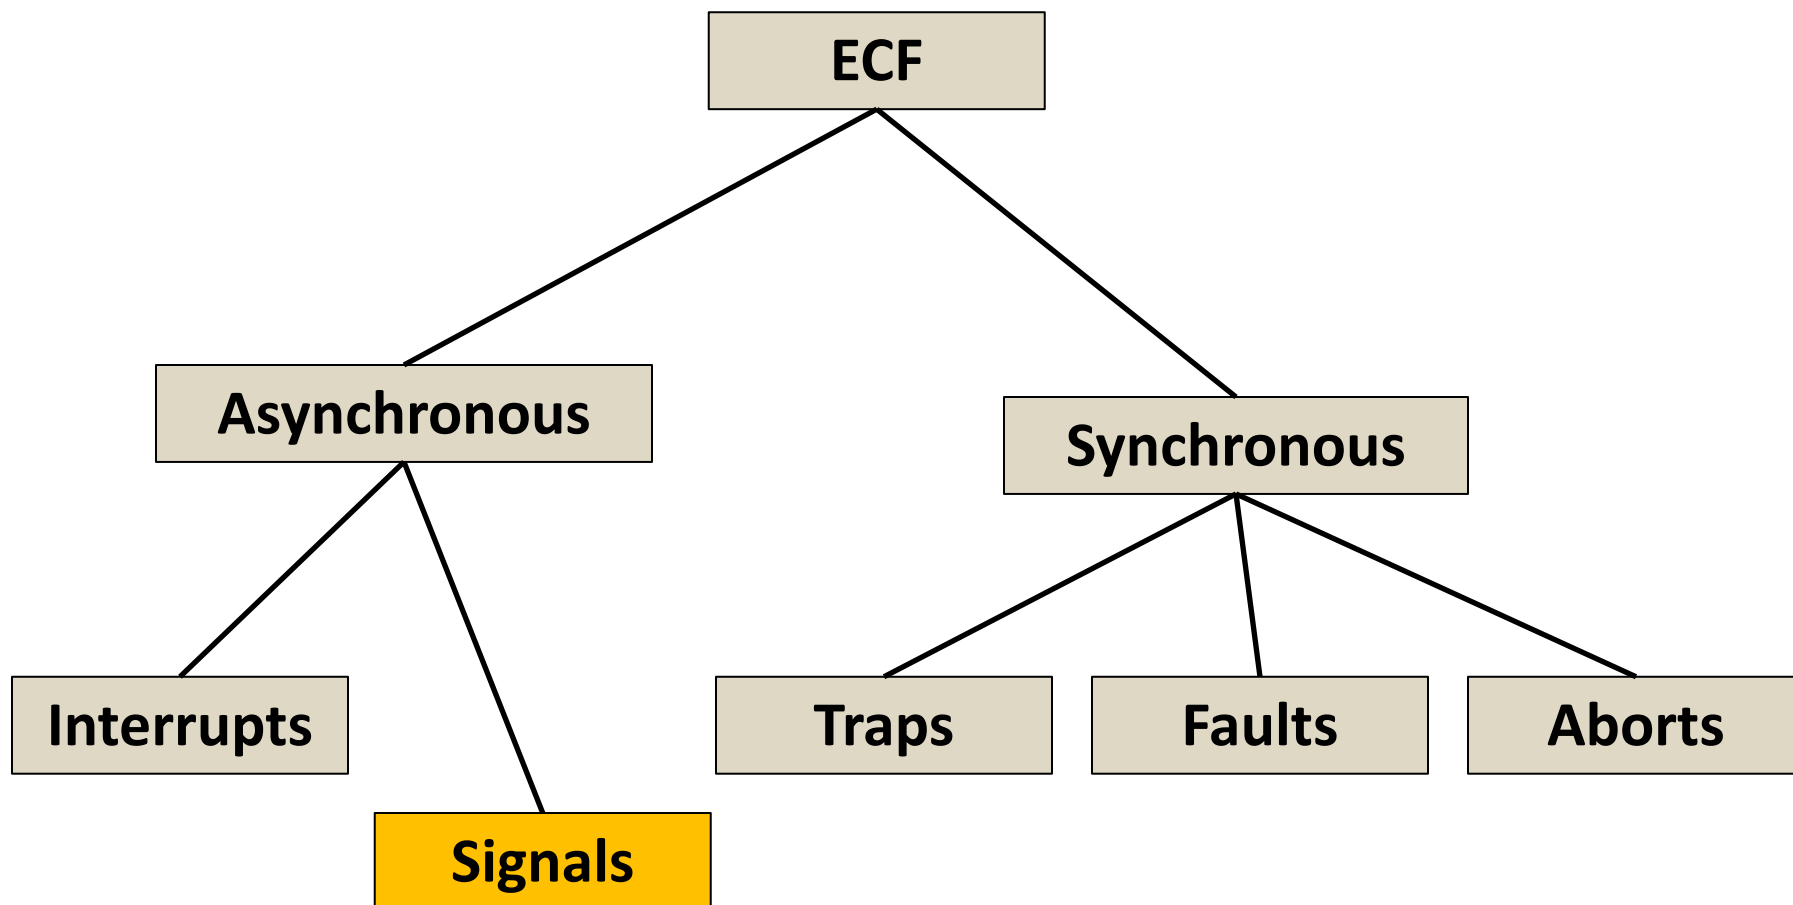 ECF
Asynchronous
Synchronous
Interrupts
Traps
Faults
Aborts
Signals